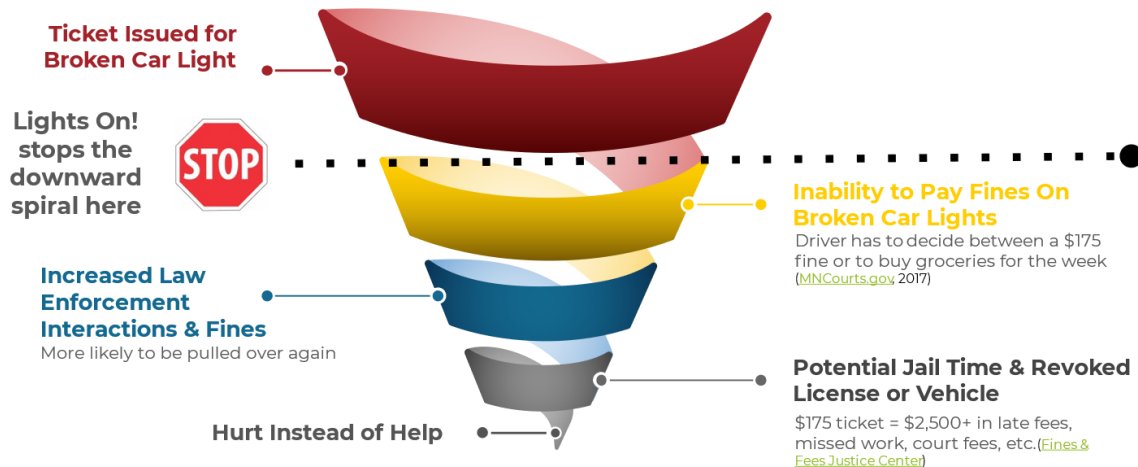 Ticket Issued for
Broken Car Light
Lights On!
stops the
downward
spiral here
STOP
Inability to Pay Fines On
Broken Car Lights
Driver has to decide between a $175
fine or to buy groceries for the week
(MNCourts.gov, 2017)
Increased Law
Enforcement
Interactions & Fines
More likely to be pulled over again
Potential Jail Time & Revoked
License or Vehicle
$175 ticket = $2,500+ in late fees,
missed work, court fees, etc.(Fines &
Fees Justice Center)
Hurt Instead of Help